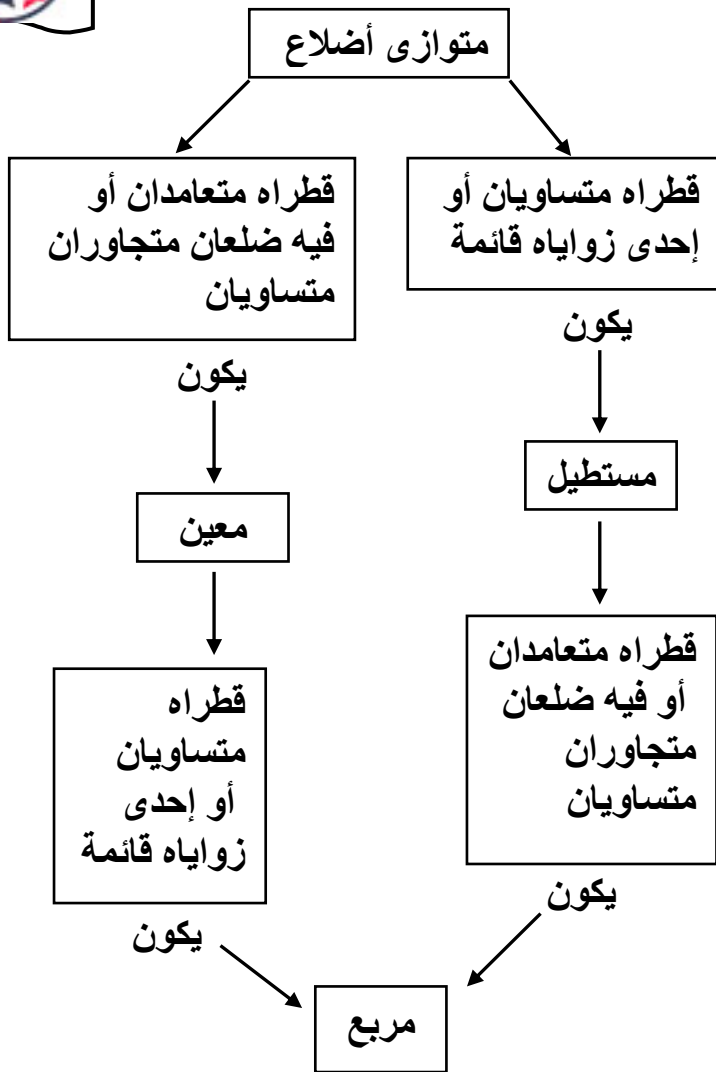 متوازى أضلاع
قطراه متساويان أو
إحدى زواياه قائمة
يكون
مستطيل
قطراه متعامدان
أو فيه ضلعان
متجاوران
متساويان
يكون
قطراه متعامدان أو
فيه ضلعان متجاوران
متساويان
يكون
معين
قطراه
متساويان
أو إحدى
زواياه قائمة
يكون
مربع